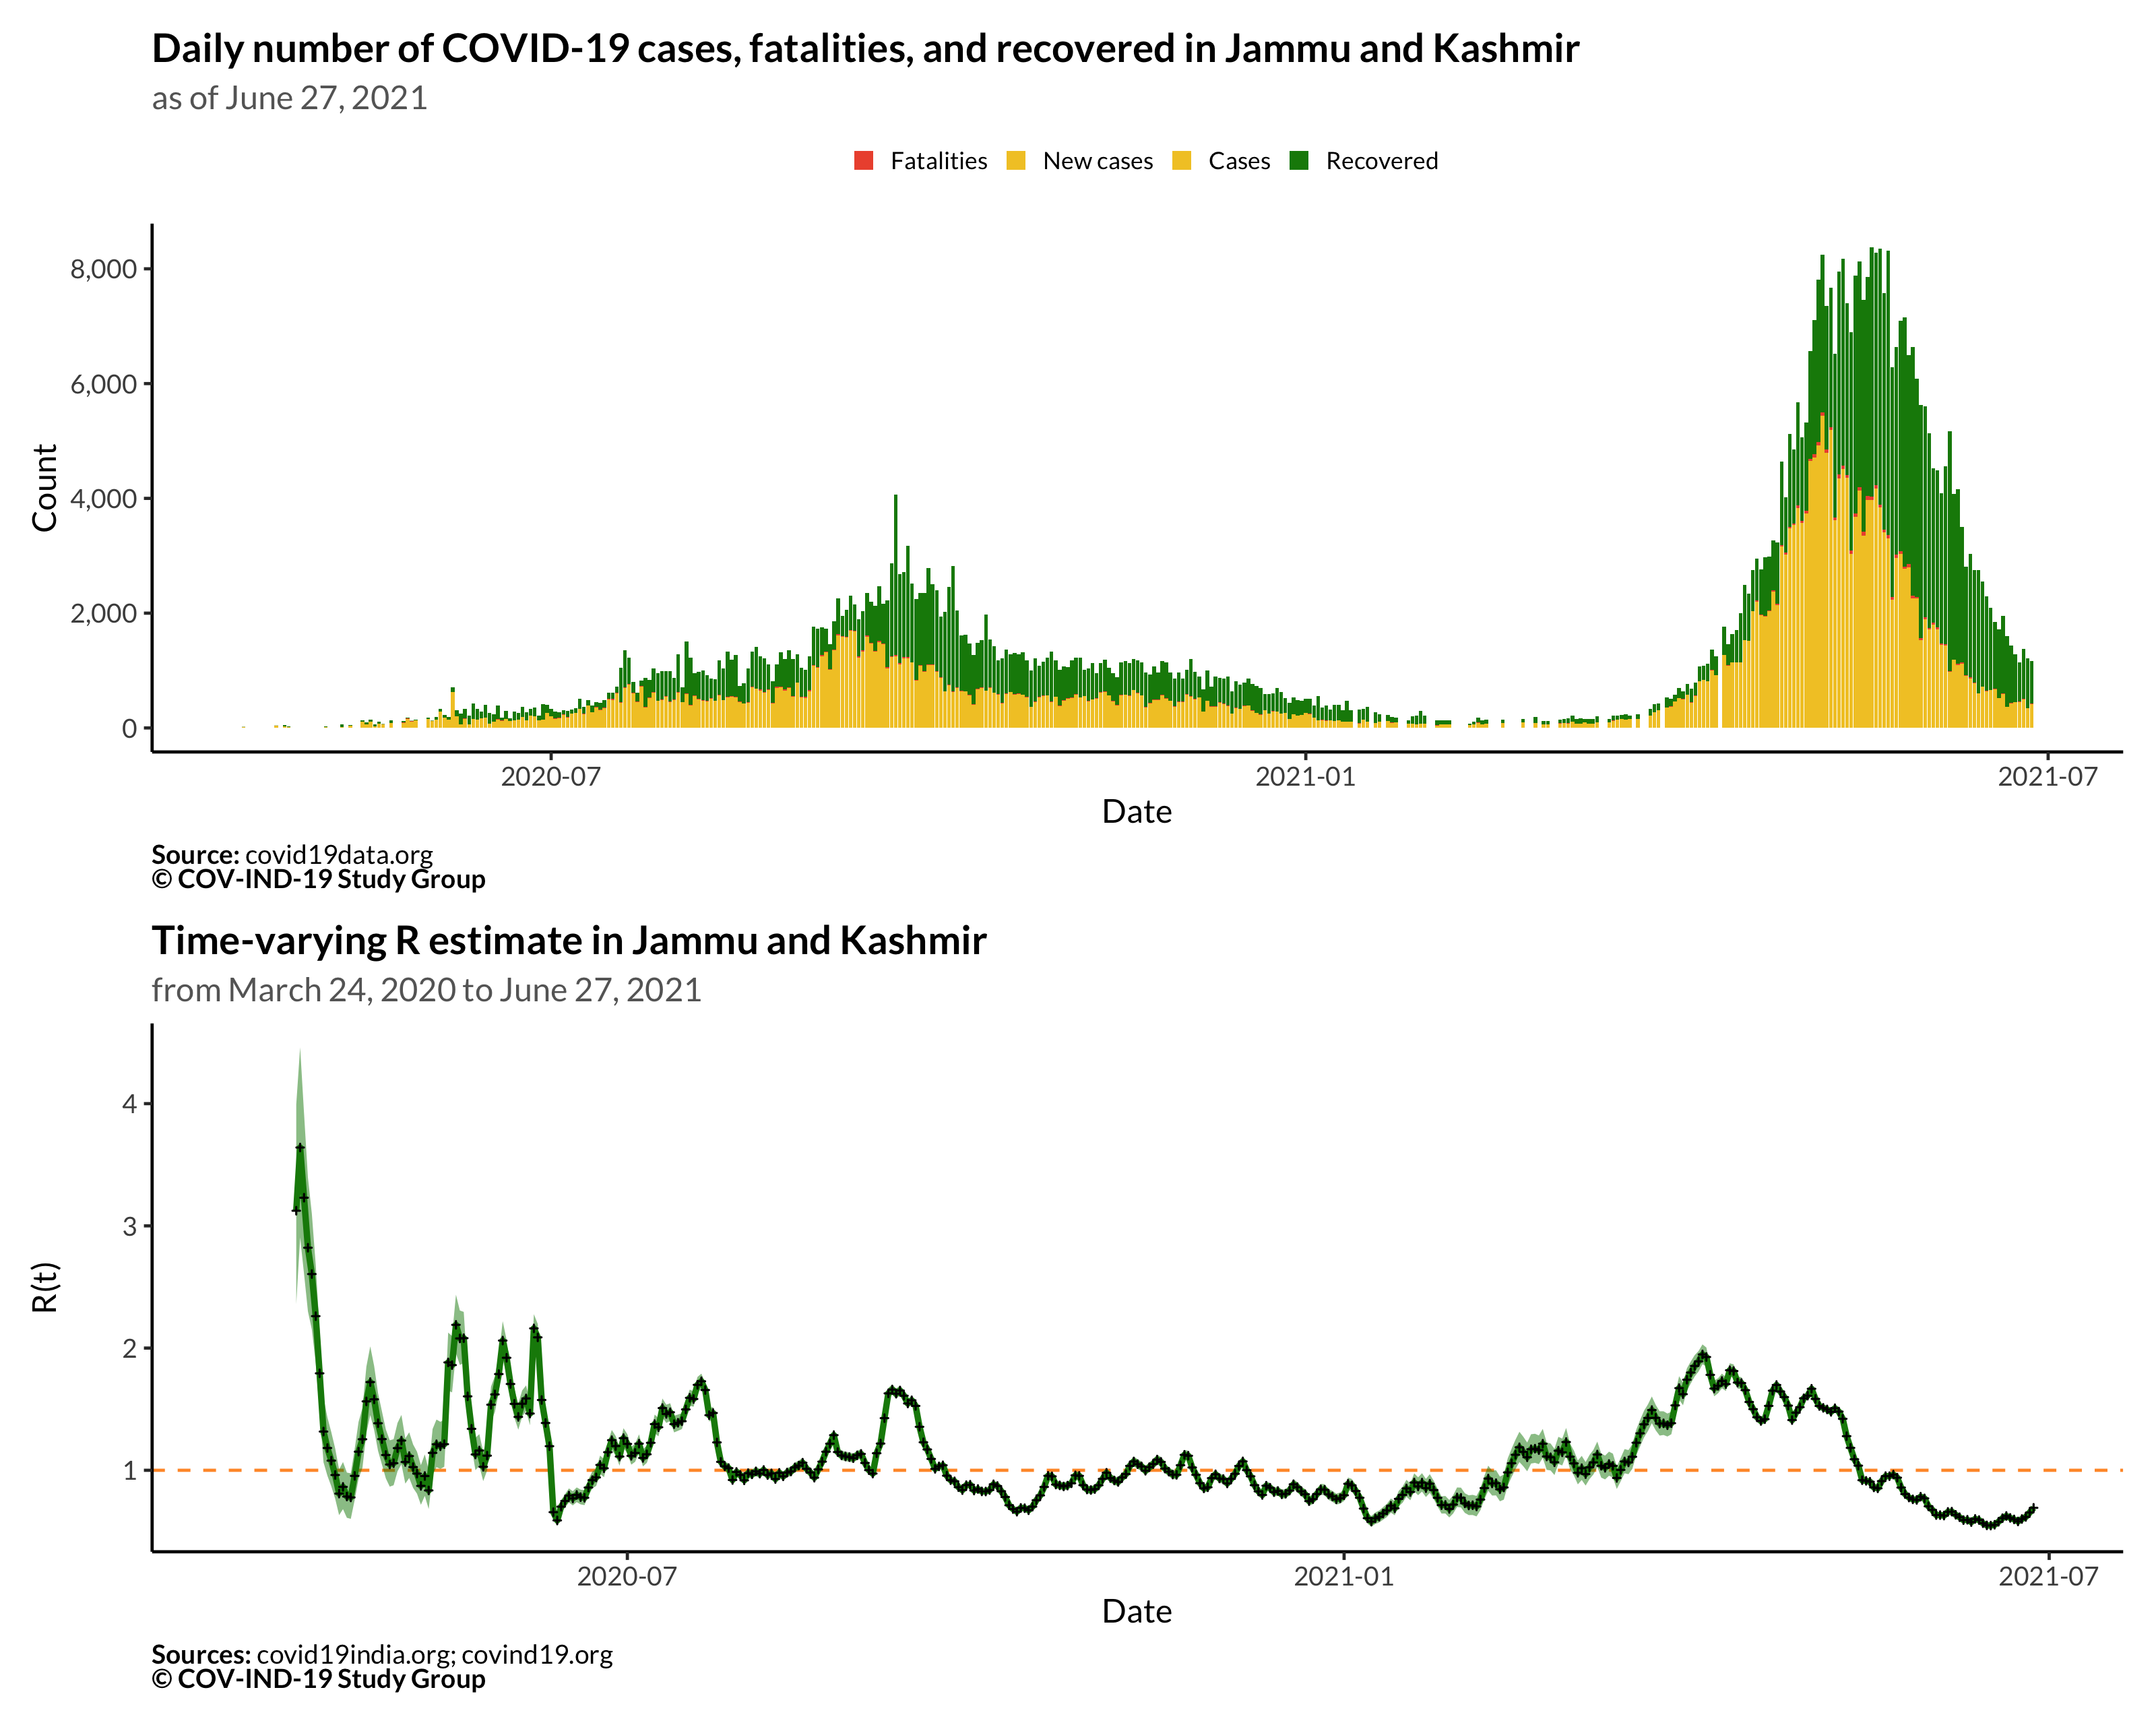 Daily number of COVID-19 cases, fatalities, and recovered in Jammu and Kashmir
as of June 27, 2021
Fatalities New cases Cases Recovered
8,000
6,000
4,000
2,000
0
Count
2020-07 2021-01 2021-07
Date
Source: covid19data.org
© COV-IND-19 Study Group
Time-varying R estimate in Jammu and Kashmir
from March 24, 2020 to June 27, 2021
4
3
2
1
R(t)
2020-07 2021-01 2021-07
Date
Sources: covid19india.org; covind19.org
© COV-IND-19 Study Group